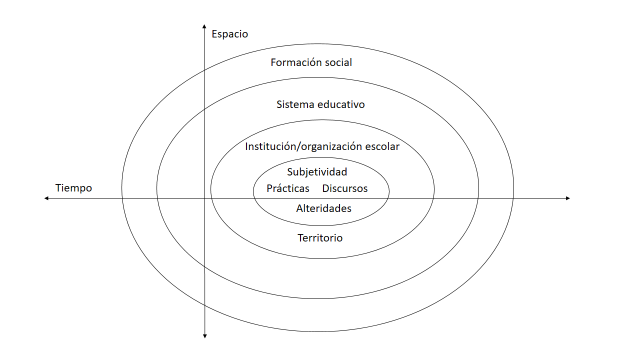 Espacio
Formación social
Sistema educativo
Institución/organización escolar
Subjetividad
Tiempo
Prácticas Discursos
Alteridades
Territorio